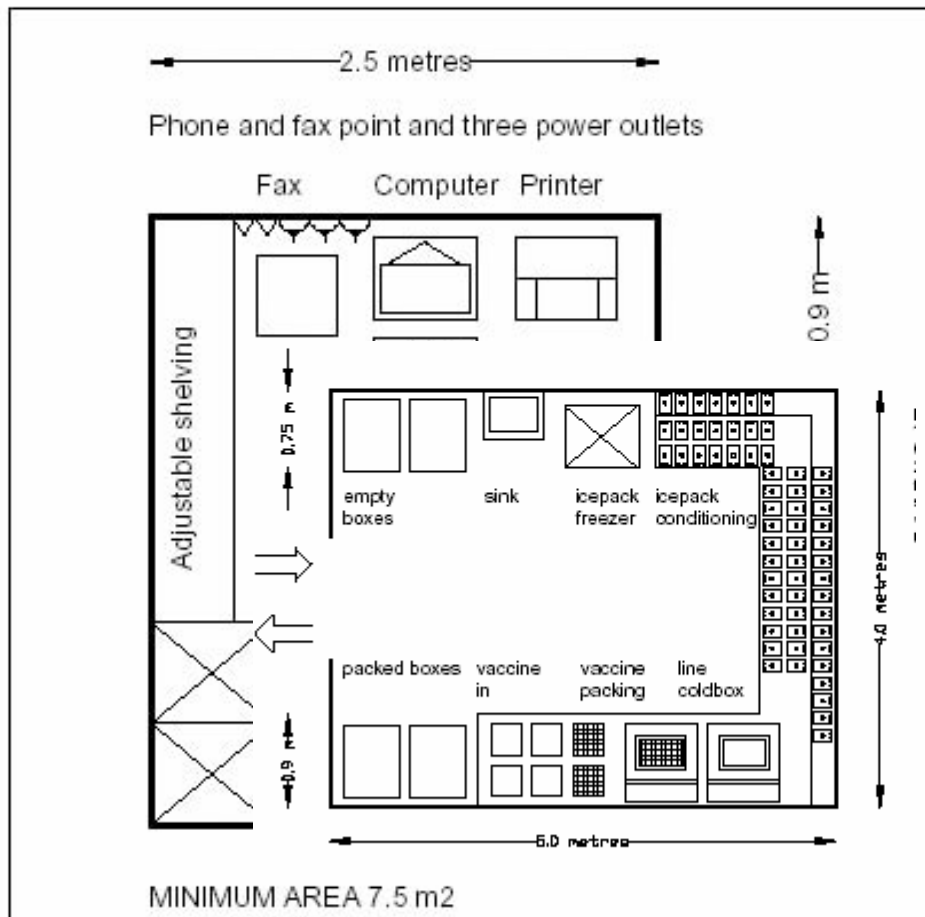 2.5 metres
Phone and fax point and three power outlets
Fax Computer Printer
0.9 m
Adjustable shelving
0.75 m
empty boxes
sink
icepack freezer
icepack conditioning
4.0 metres
packed boxes
vaccine in
vaccine packing
line coldbox
0.9 m
5.0 metres
MINIMUM AREA 7.5 m2